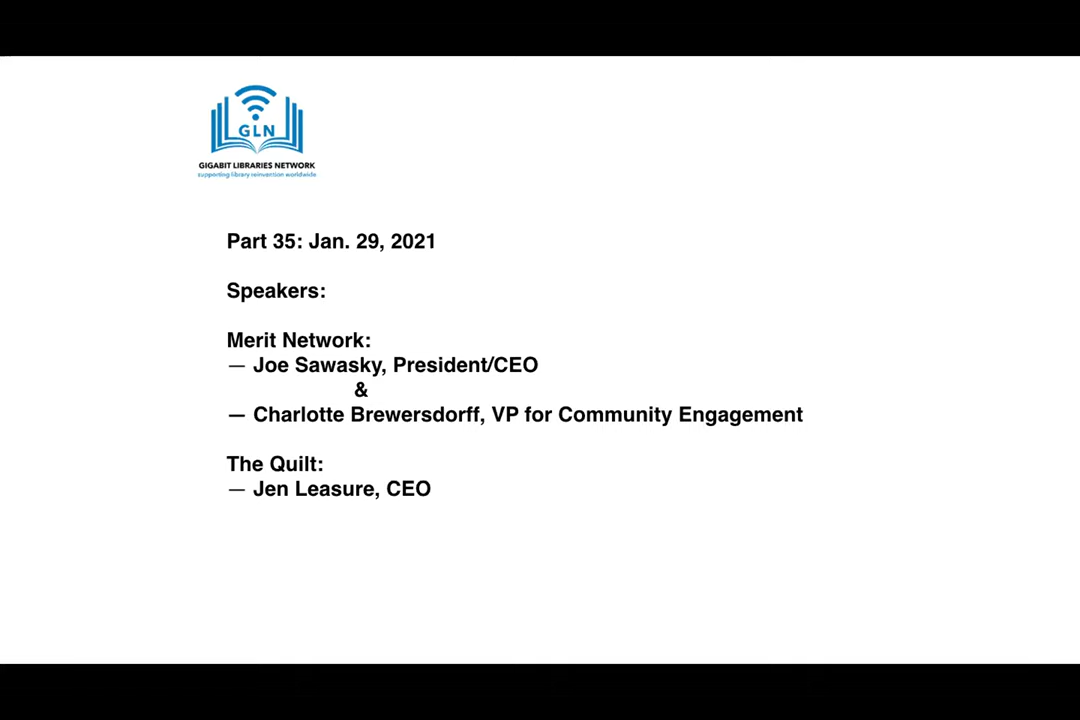 GLN
GIGABIT LIBRARIES NETWORK
supporting library reinvention worldwide
Part 35: Jan. 29, 2021
Speakers:
Merit Network:
— Joe Sawasky, President/CEO
&
— Charlotte Brewersdorff, VP for Community Engagement
The Quilt:
— Jen Leasure, CEO